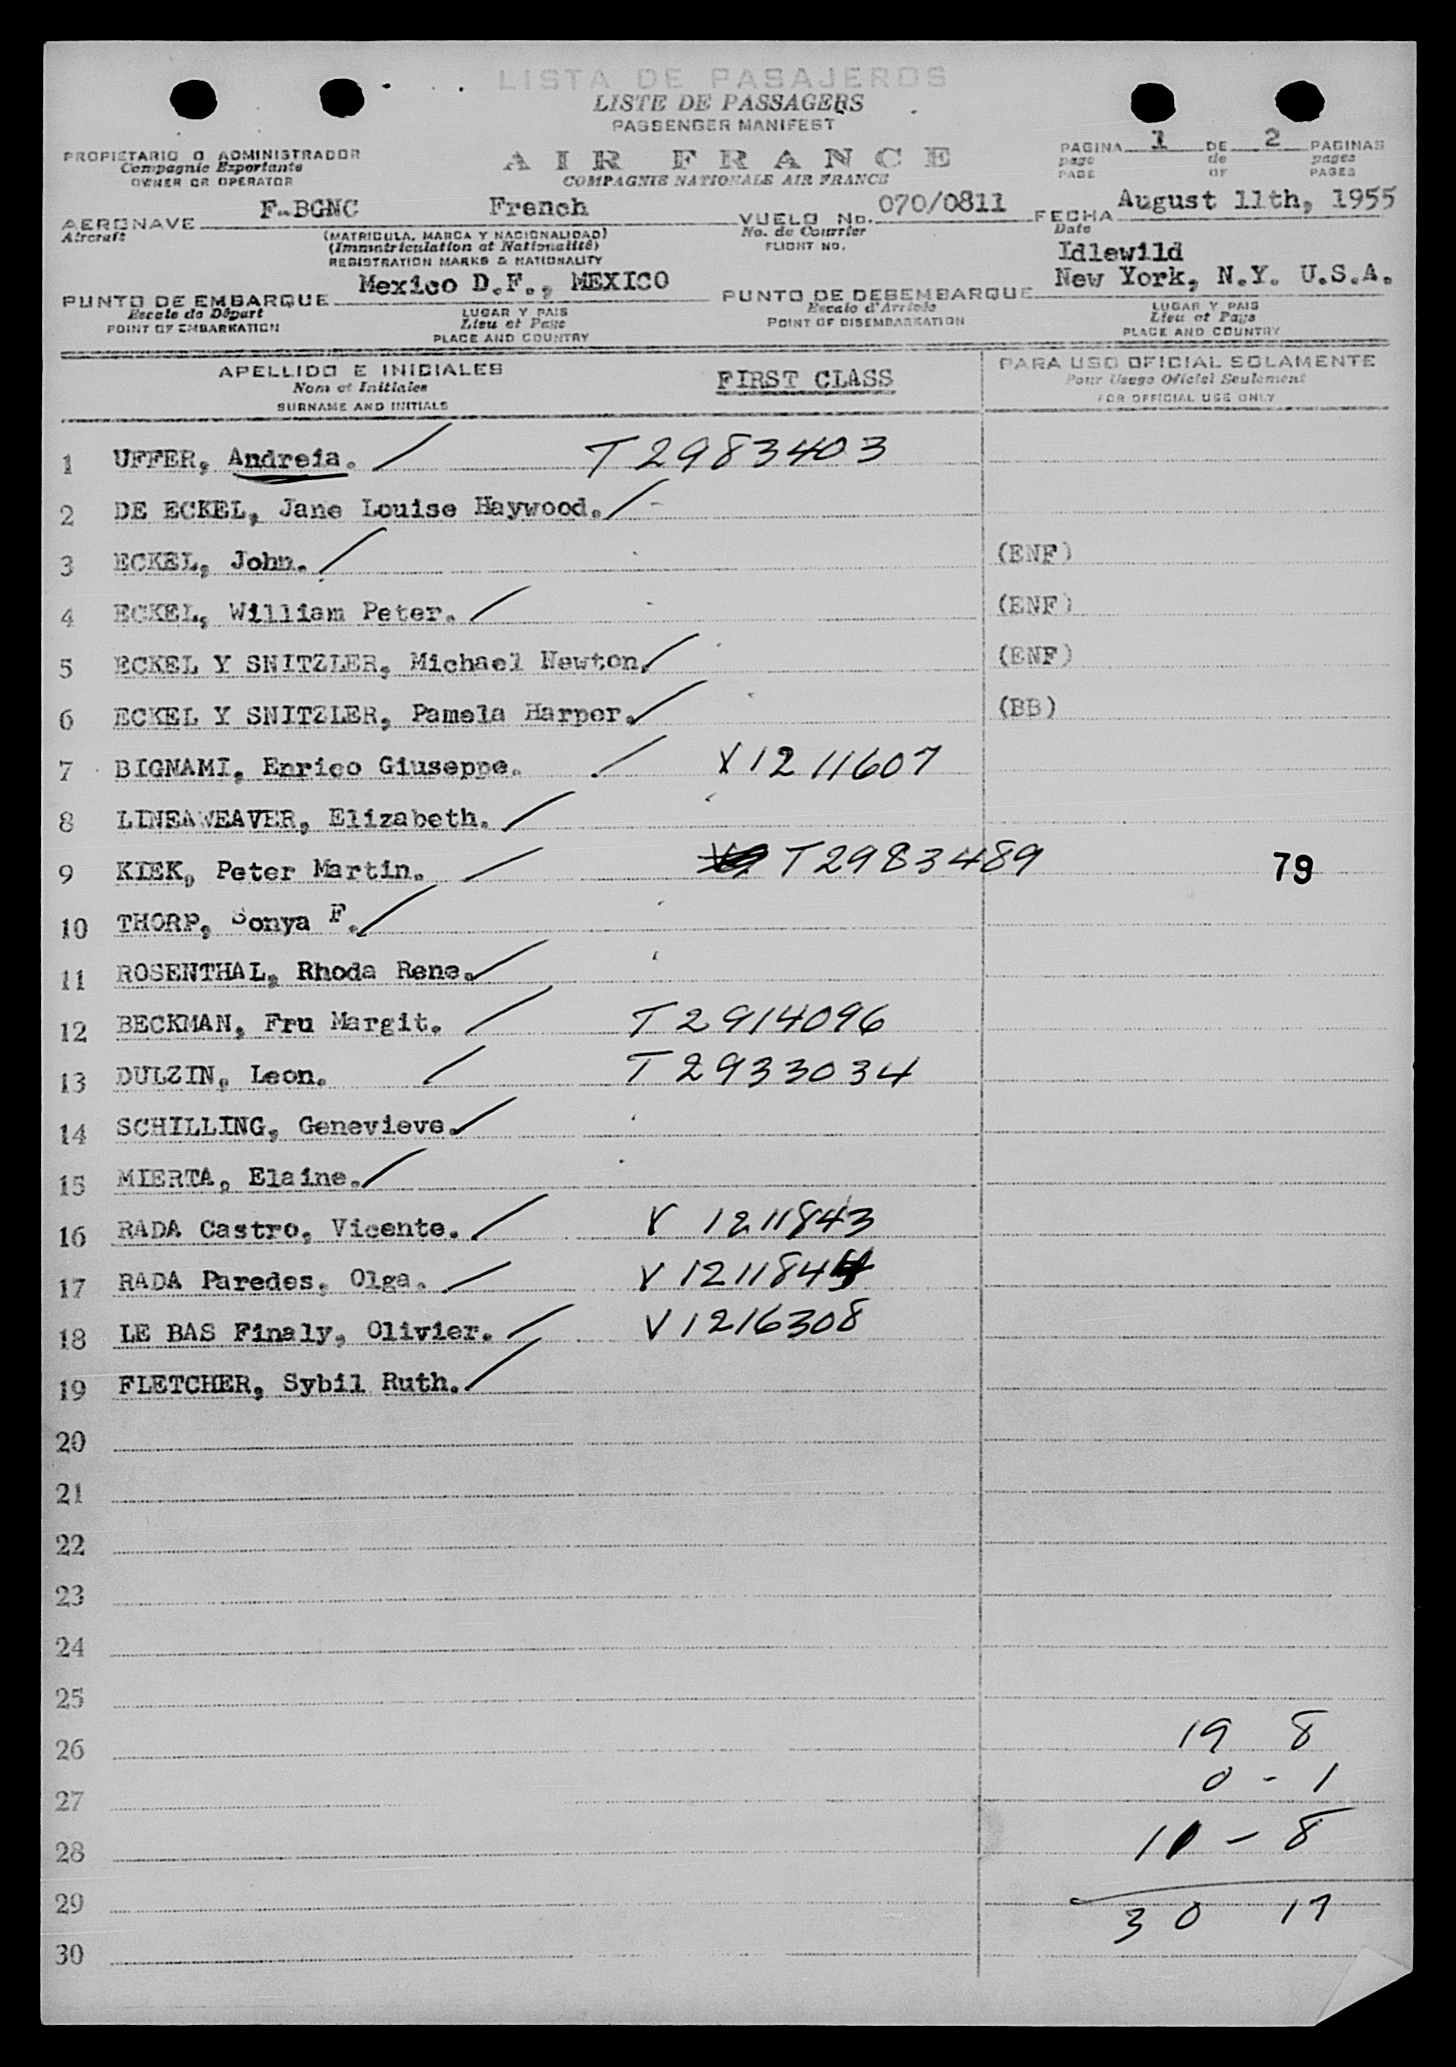 LISTA DE PASAJEROS
LISTE DE PASSAGERS
PASSENGER MANIFEST
PROPIETARIO O ADMINISTRADOR
Compagnie Exportante
OWNER OR OPERATOR
AIR FRANCE
COMPAGNIE NATIONALE AIR FRANCE
PAGINA 1 DE 2 PAGINAS
page de pages
PAGE OF PAGES
AERONAVE F-BGNC French VUELO No. 070/0811 FECHA August 11th, 1955
Aircraft (MATRICULA, MARCA Y NACIONALIDAD) No. de Courrier Date
(Immatriculation et Nationalité) FLIGHT NO.
REGISTRATION MARKS & NATIONALITY
Idlewild
PUNTO DE EMBARQUE Mexico D.F., MEXICO PUNTO DE DESEMBARQUE New York, N.Y. U.S.A.
Escale de Départ LUGAR Y PAIS Escale d'Arrivée LUGAR Y PAIS
POINT OF EMBARKATION Lieu et Pays POINT OF DISEMBARKATION Lieu et Pays
PLACE AND COUNTRY PLACE AND COUNTRY
APELLIDO E INICIALES FIRST CLASS PARA USO OFICIAL SOLAMENTE
Nom et Initiales Pour Usage Oficiel Seulement
SURNAME AND INITIALS FOR OFFICIAL USE ONLY
1 UFFER, Andreia. T2983403
2 DE ECKEL, Jane Louise Haywood.
3 ECKEL, John. (ENF)
4 ECKEL, William Peter. (ENF)
5 ECKEL Y SNITZLER, Michael Newton. (ENF)
6 ECKEL Y SNITZLER, Pamela Harper. (BB)
7 BIGNAMI, Enrico Giuseppe. V1211607
8 LINEAWEAVER, Elizabeth.
9 KIEK, Peter Martin. T2983489 79
10 THORP, Sonya F.
11 ROSENTHAL, Rhoda Rene.
12 BECKMAN, Fru Margit. T2914096
13 DULZIN, Leon. T2933034
14 SCHILLING, Genevieve.
15 MIERTA, Elaine.
16 RADA Castro, Vicente. V 1211843
17 RADA Paredes, Olga. V 1211844
18 LE BAS Finaly, Olivier. V1216308
19 FLETCHER, Sybil Ruth.
20
21
22
23
24
25
26 19 8
27 0 - 1
28 11 - 8
29 30 17
30